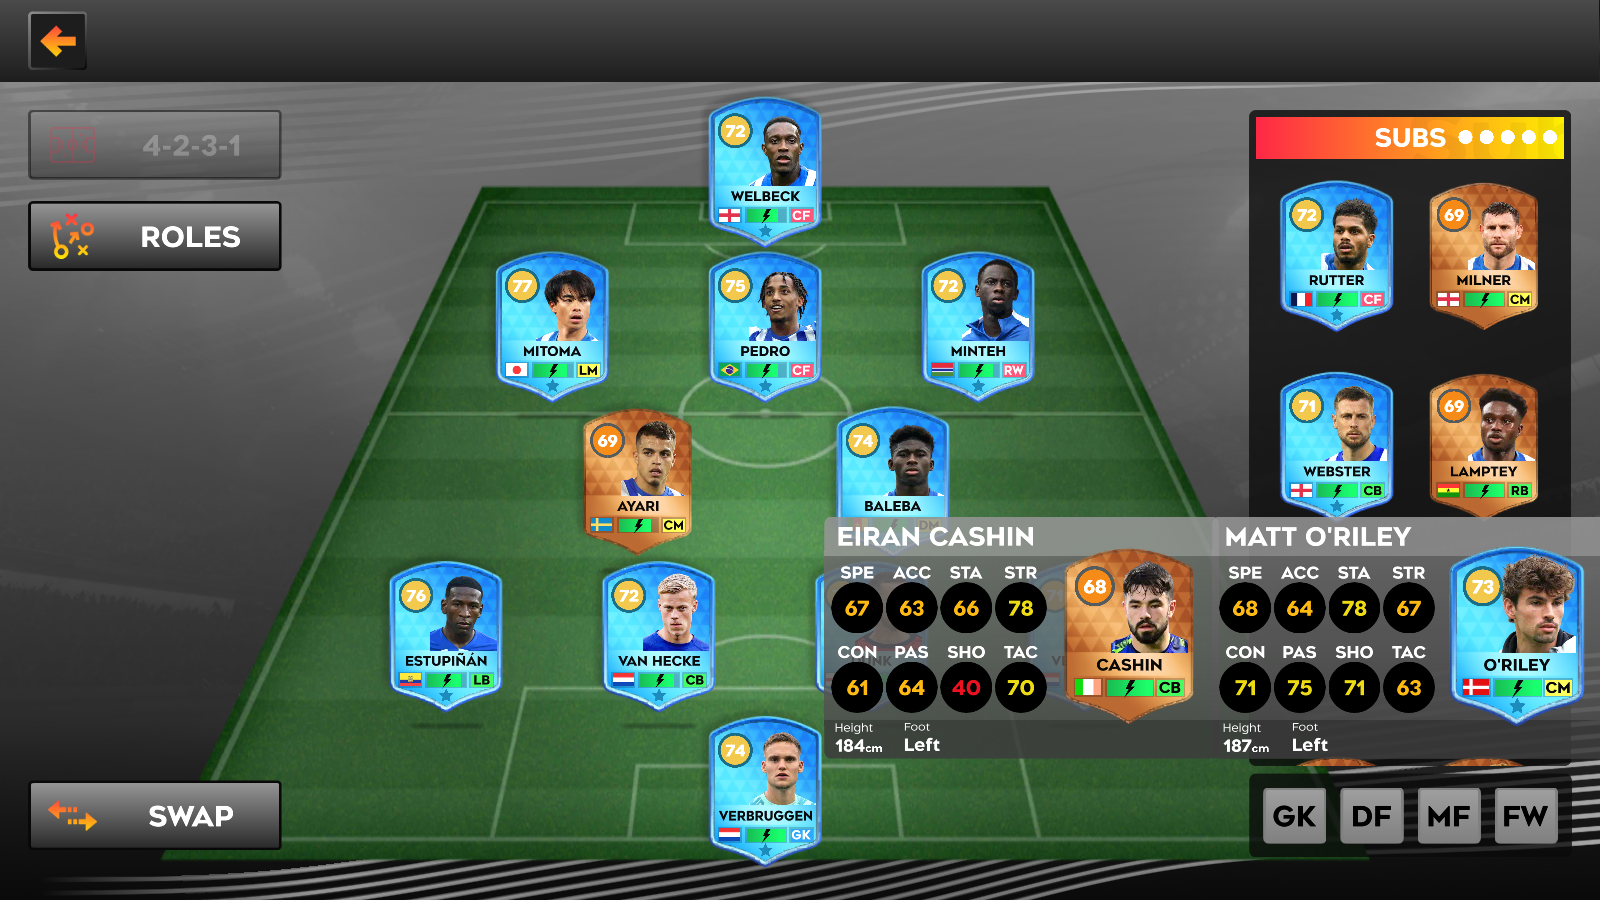 4-2-3-1
ROLES
SWAP
72
WELBECK
CF
77
MITOMA
LM
75
PEDRO
CF
72
MINTEH
RW
69
AYARI
CM
74
BALEBA
DM
76
ESTUPIÑÁN
LB
72
VAN HECKE
CB
74
VERBRUGGEN
GK
SUBS
72
RUTTER
CF
69
MILNER
CM
71
WEBSTER
CB
69
LAMPTEY
RB
EIRAN CASHIN
SPE ACC STA STR
67 63 66 78
CON PAS SHO TAC
61 64 40 70
Height Foot
184cm Left
68
CASHIN
CB
MATT O'RILEY
SPE ACC STA STR
68 64 78 67
CON PAS SHO TAC
71 75 71 63
Height Foot
187cm Left
73
O'RILEY
CM
GK DF MF FW